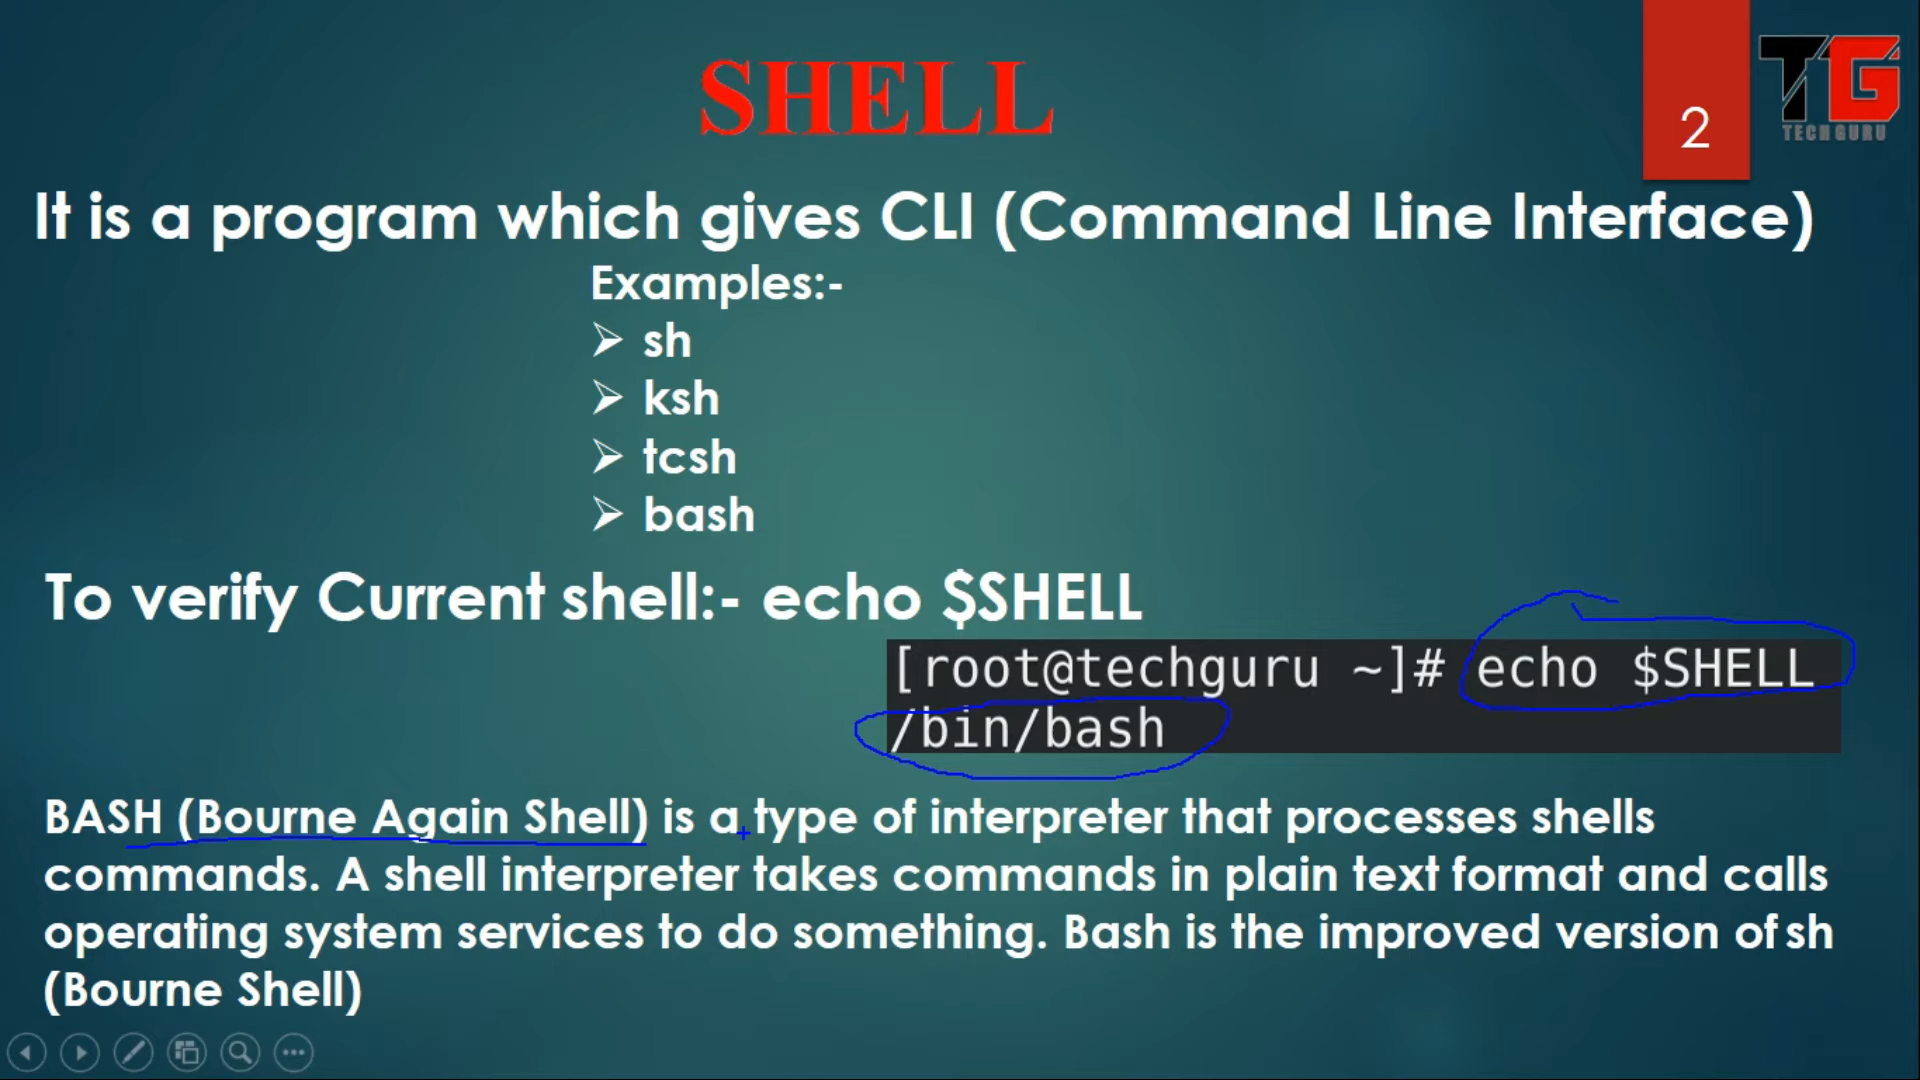 SHELL
2
TG
TECH GURU
It is a program which gives CLI (Command Line Interface)
Examples:-
➢ sh
➢ ksh
➢ tcsh
➢ bash
To verify Current shell:- echo $SHELL
[root@techguru ~]# echo $SHELL
/bin/bash
BASH (Bourne Again Shell) is a type of interpreter that processes shells
commands. A shell interpreter takes commands in plain text format and calls
operating system services to do something. Bash is the improved version of sh
(Bourne Shell)